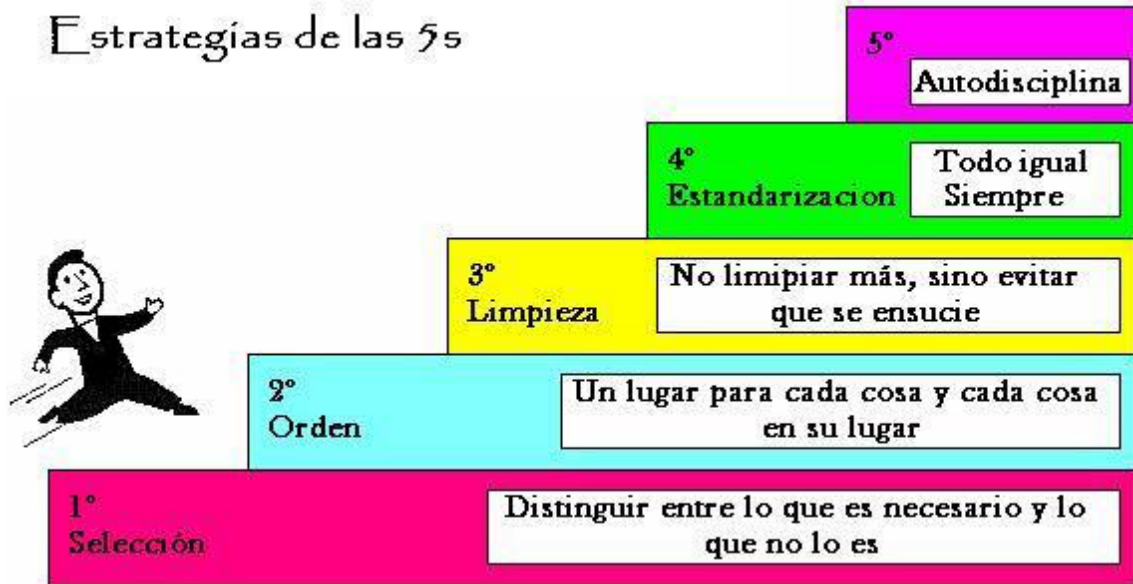 Estrategías de las 5s
5°
Autodisciplina
4°
Estandarizacion
Todo igual
Siempre
3°
Limpieza
No limipiar más, sino evitar
que se ensucie
2°
Orden
Un lugar para cada cosa y cada cosa
en su lugar
1°
Selección
Distinguir entre lo que es necesario y lo
que no lo es